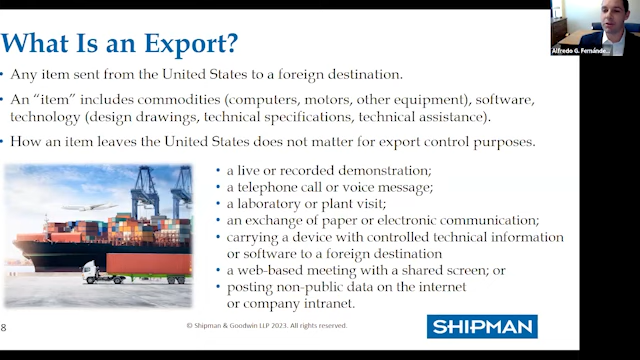 What Is an Export?
Alfredo G. Fernánde...
• Any item sent from the United States to a foreign destination.
• An “item” includes commodities (computers, motors, other equipment), software,
technology (design drawings, technical specifications, technical assistance).
• How an item leaves the United States does not matter for export control purposes.
• a live or recorded demonstration;
• a telephone call or voice message;
• a laboratory or plant visit;
• an exchange of paper or electronic communication;
• carrying a device with controlled technical information
or software to a foreign destination
• a web-based meeting with a shared screen; or
• posting non-public data on the internet
or company intranet.
8
© Shipman & Goodwin LLP 2023. All rights reserved.
SHIPMAN